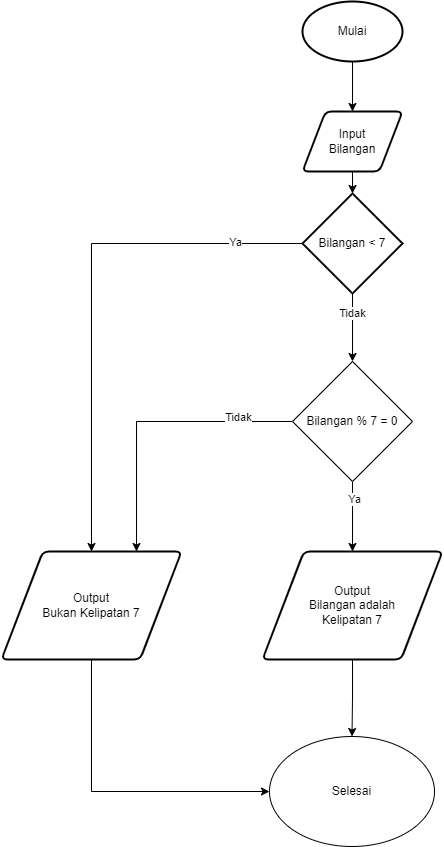 Mulai
Input
Bilangan
Bilangan < 7
Ya
Tidak
Bilangan % 7 = 0
Tidak
Ya
Output
Bukan Kelipatan 7
Output
Bilangan adalah
Kelipatan 7
Selesai